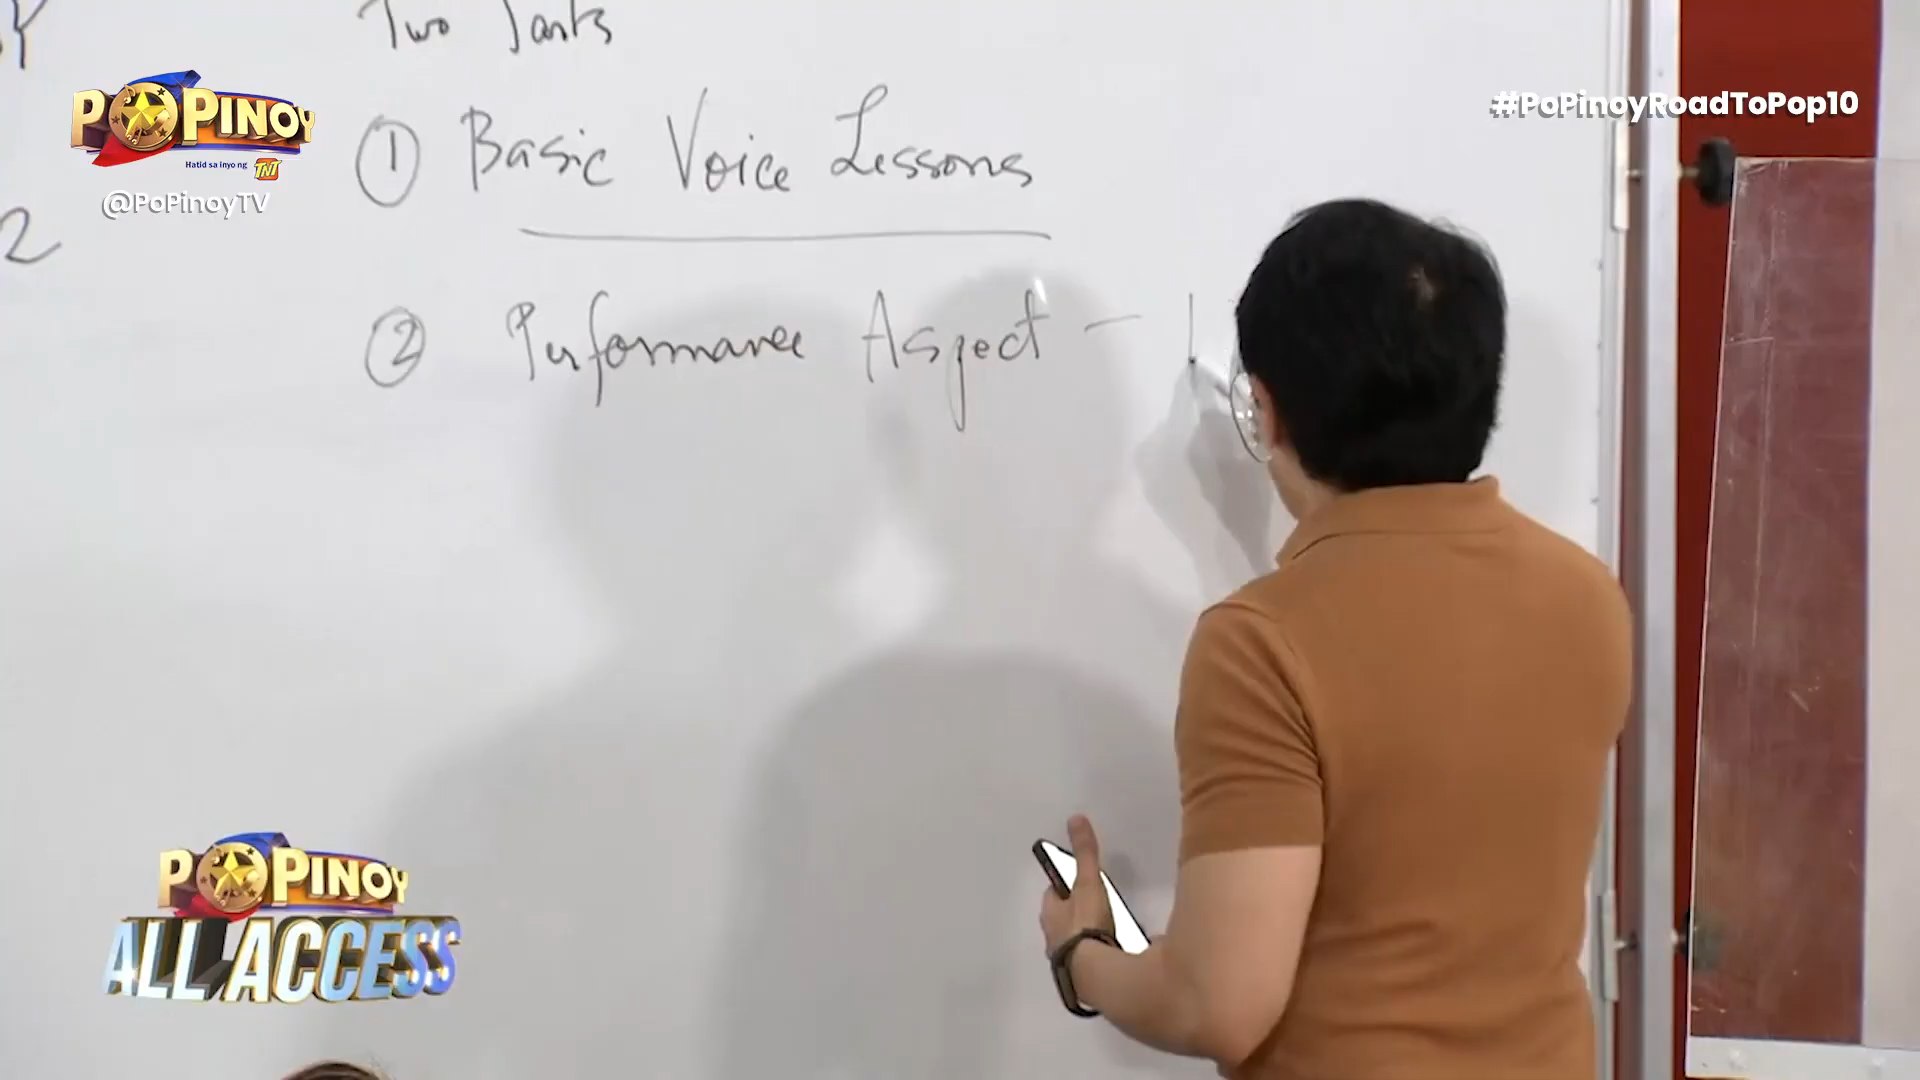 Two Parts
① Basic Voice Lessons
② Performance Aspect -
2
POPINOY
Hatid sa inyo ng TNT
@PoPinoyTV
#PoPinoyRoadToPop10
POPINOY
ALL ACCESS